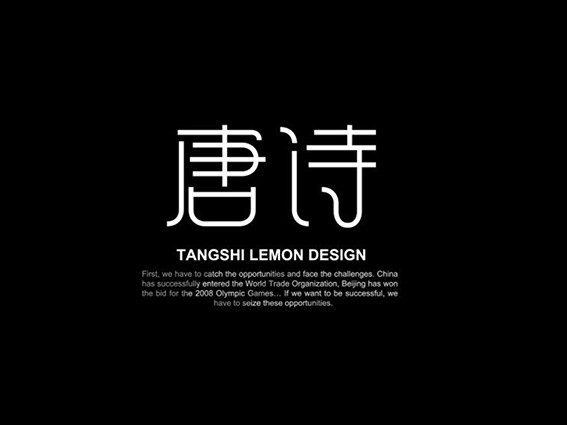 唐诗
TANGSHI LEMON DESIGN
First, we have to catch the opportunities and face the challenges. China
has successfully entered the World Trade Organization, Beijing has won
the bid for the 2008 Olympic Games... If we want to be successful, we
have to seize these opportunities.